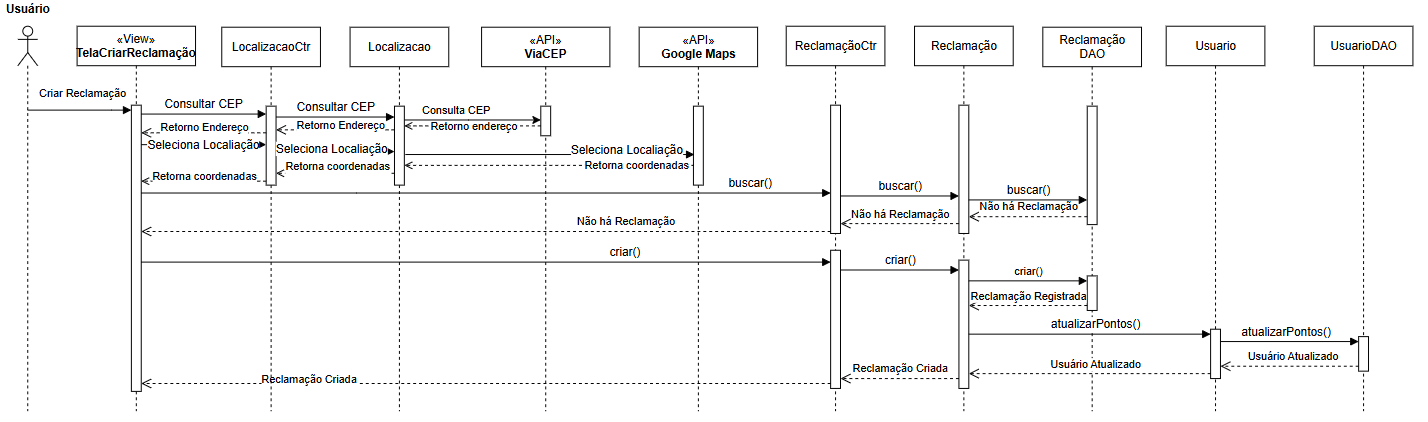 Usuário
«View»
TelaCriarReclamação
LocalizacaoCtr
Localizacao
«API»
ViaCEP
«API»
Google Maps
ReclamaçãoCtr
Reclamação
Reclamação
DAO
Usuario
UsuarioDAO
Criar Reclamação
Consultar CEP
Consultar CEP
Consulta CEP
Retorno Endereço
Retorno Endereço
Retorno endereço
Seleciona Localiação
Seleciona Localiação
Seleciona Localiação
Retorna coordenadas
Retorna coordenadas
Retorna coordenadas
buscar()
buscar()
buscar()
Não há Reclamação
Não há Reclamação
Não há Reclamação
criar()
criar()
criar()
Reclamação Registrada
atualizarPontos()
atualizarPontos()
Usuário Atualizado
Usuário Atualizado
Reclamação Criada
Reclamação Criada